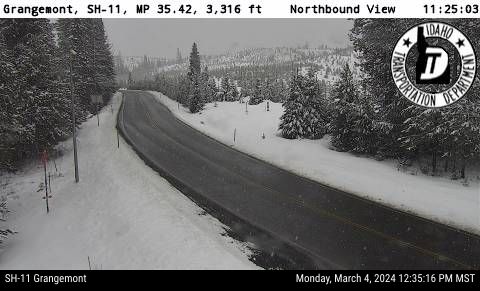 Grangemont, SH-11, MP 35.42, 3,316 ft Northbound View 11:25:03
IDAHO
TRANSPORTATION DEPARTMENT
SH-11 Grangemont Monday, March 4, 2024 12:35:16 PM MST